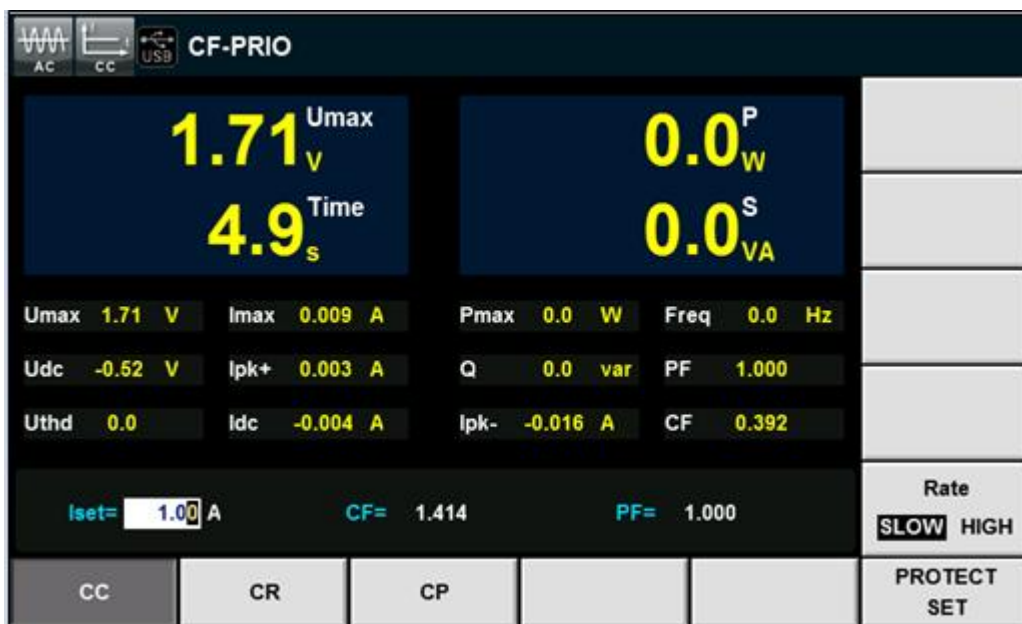 AC CC USB CF-PRIO
1.71 Umax V
0.0 P W
4.9 Time s
0.0 S VA
Umax 1.71 V Imax 0.009 A Pmax 0.0 W Freq 0.0 Hz
Udc -0.52 V Ipk+ 0.003 A Q 0.0 var PF 1.000
Uthd 0.0 Idc -0.004 A Ipk- -0.016 A CF 0.392
Iset= 1.00 A CF= 1.414 PF= 1.000
Rate
SLOW HIGH
CC CR CP
PROTECT
SET